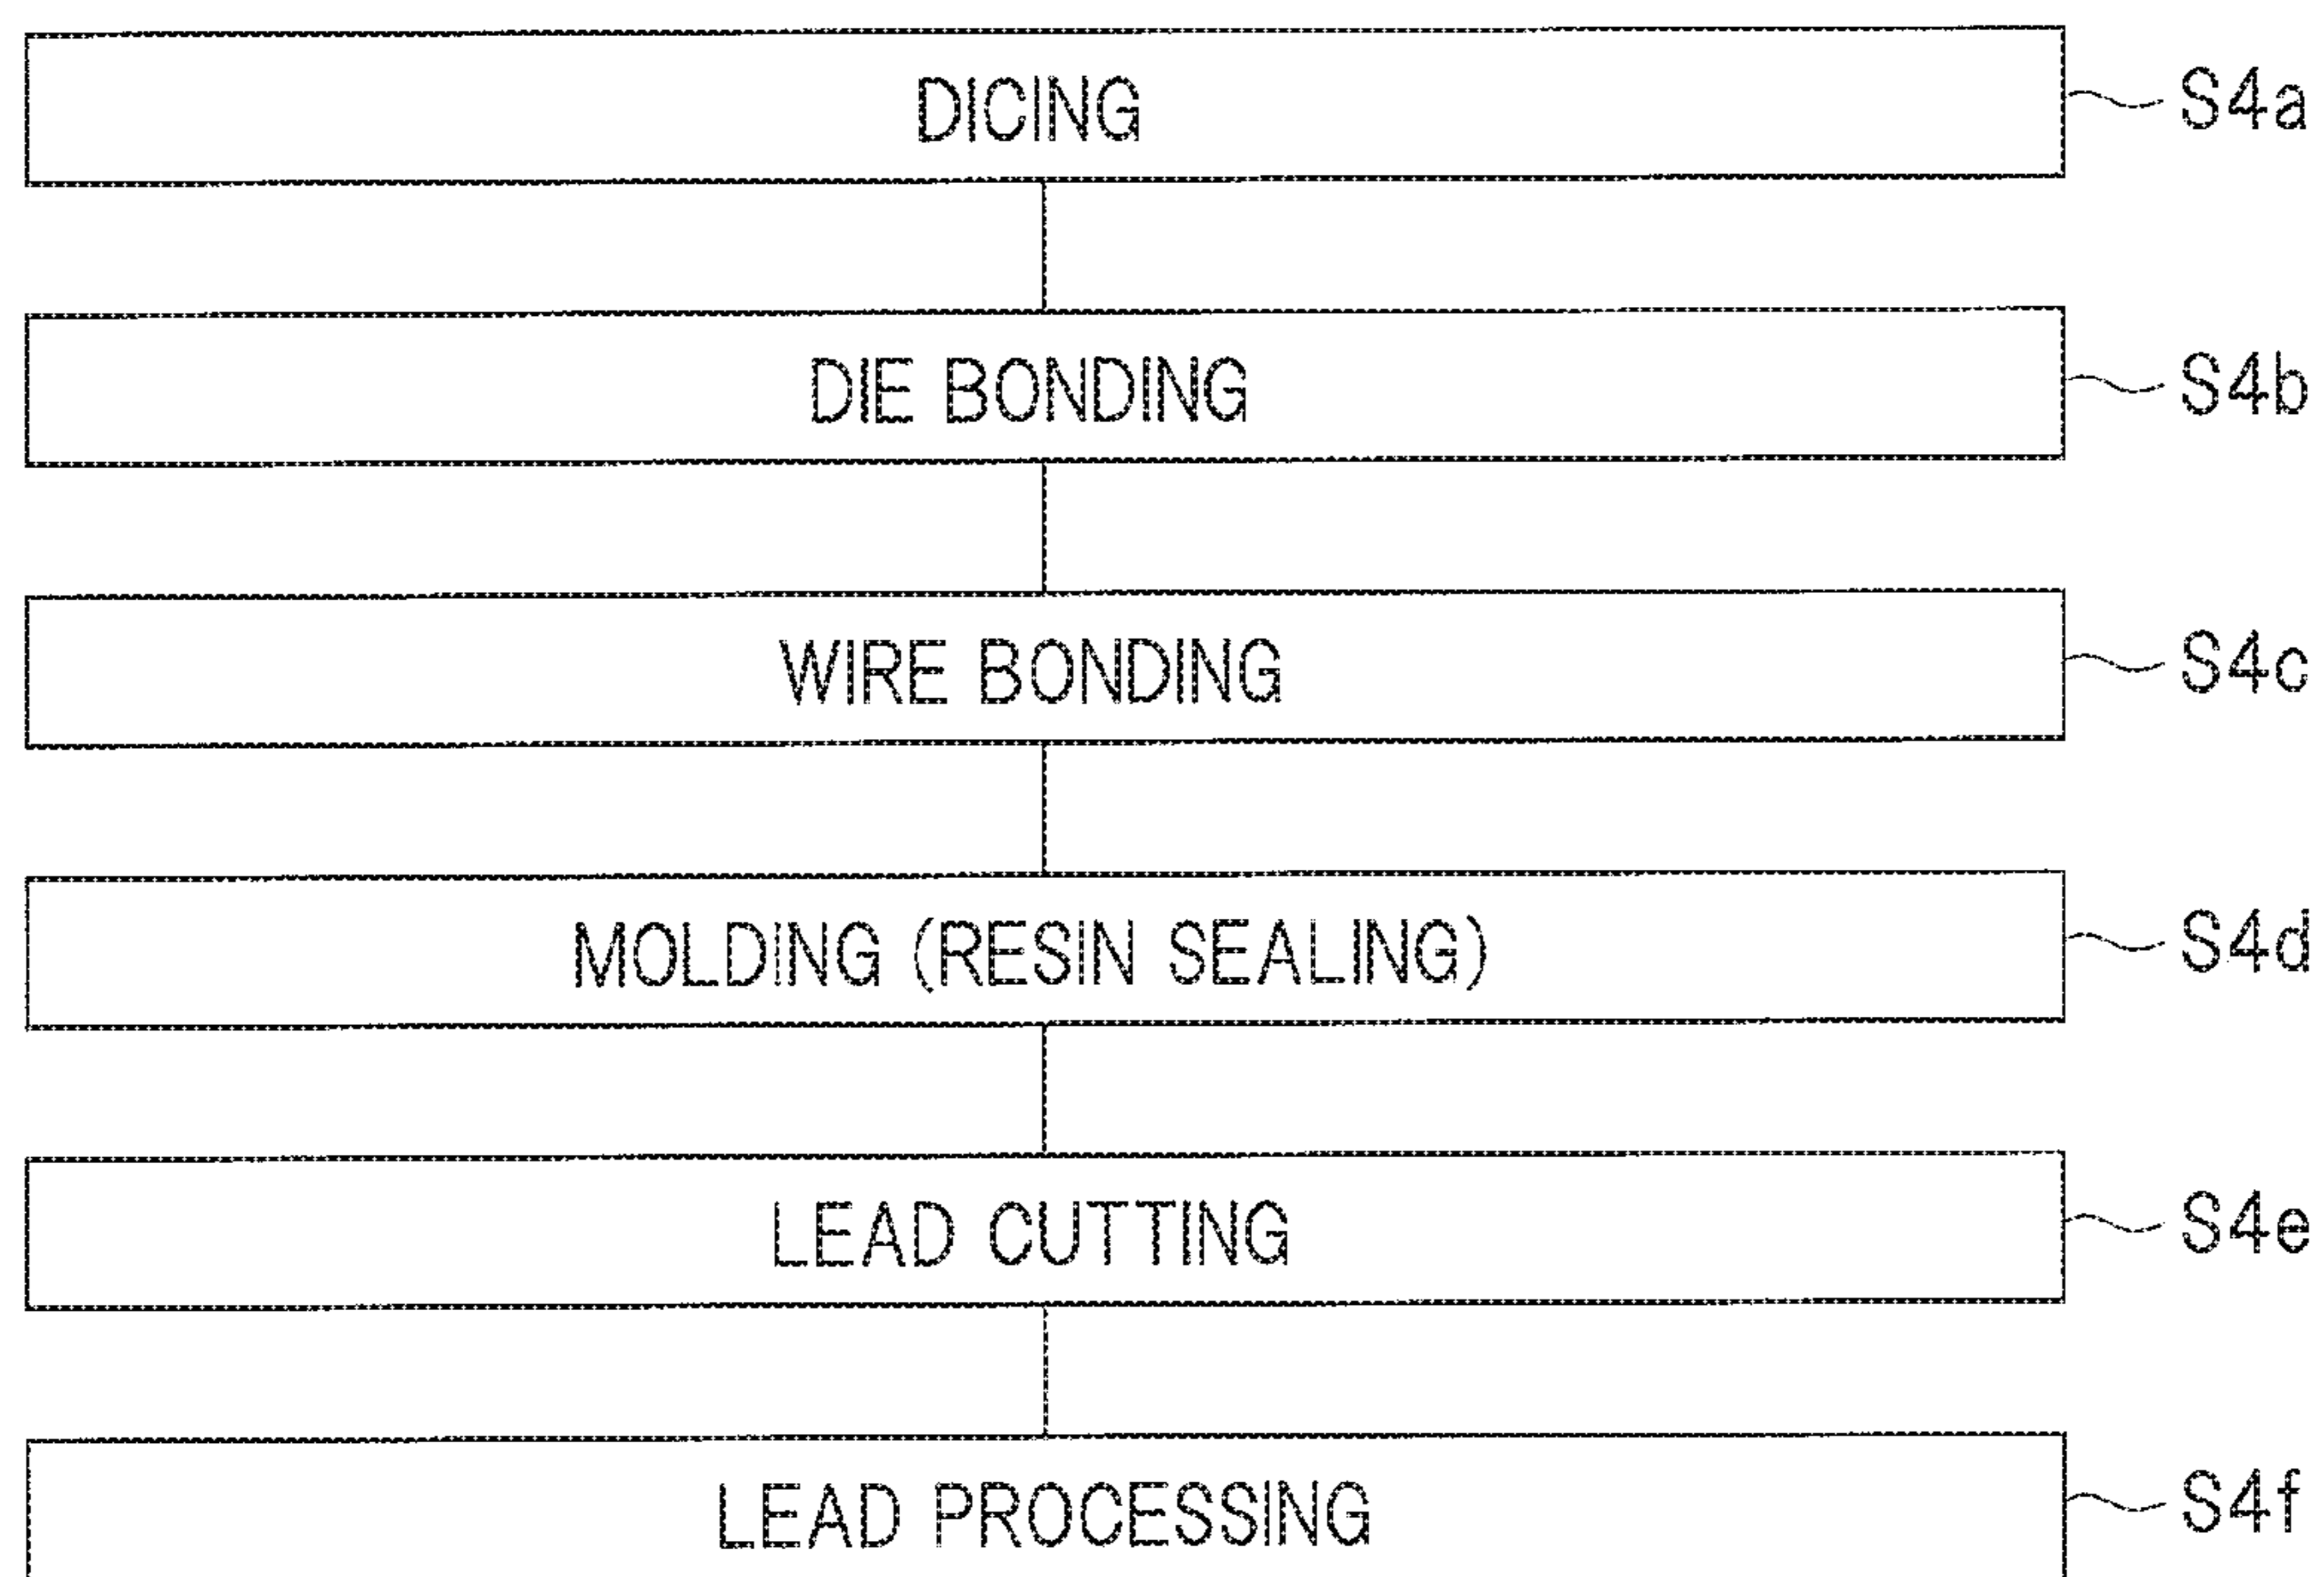 DICING S4a
DIE BONDING S4b
WIRE BONDING S4c
MOLDING (RESIN SEALING) S4d
LEAD CUTTING S4e
LEAD PROCESSING S4f